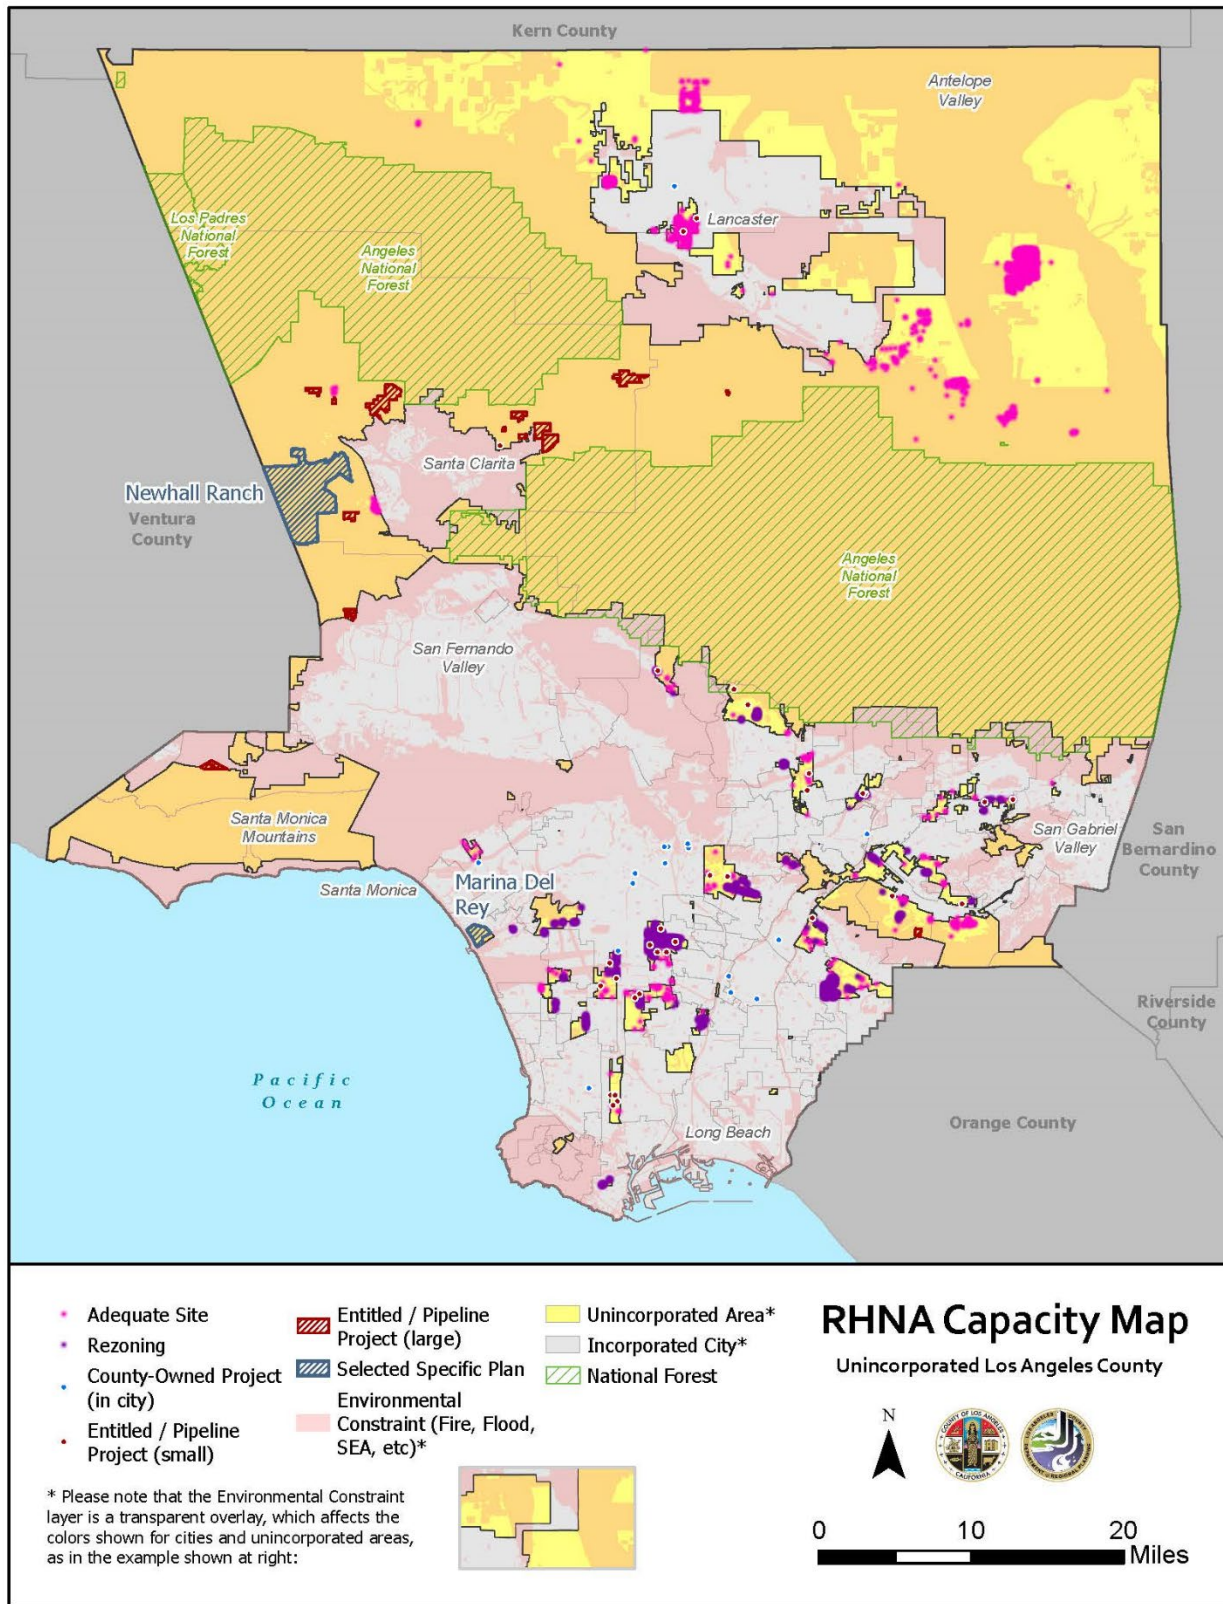 Kern County
Antelope
Valley
Los Padres
National
Forest
Angeles
National
Forest
Lancaster
Santa Clarita
Newhall Ranch
Ventura
County
Angeles
National
Forest
San Fernando
Valley
Santa Monica
Mountains
Santa Monica
Marina Del
Rey
San Gabriel
Valley
San
Bernardino
County
Riverside
County
Pacific
Ocean
Long Beach
Orange County
Adequate Site
Rezoning
County-Owned Project
(in city)
Entitled / Pipeline
Project (small)
Entitled / Pipeline
Project (large)
Selected Specific Plan
Environmental
Constraint (Fire, Flood,
SEA, etc)*
Unincorporated Area*
Incorporated City*
National Forest
* Please note that the Environmental Constraint
layer is a transparent overlay, which affects the
colors shown for cities and unincorporated areas,
as in the example shown at right:
RHNA Capacity Map
Unincorporated Los Angeles County
N
COUNTY OF LOS ANGELES
CALIFORNIA
0 10 20
Miles